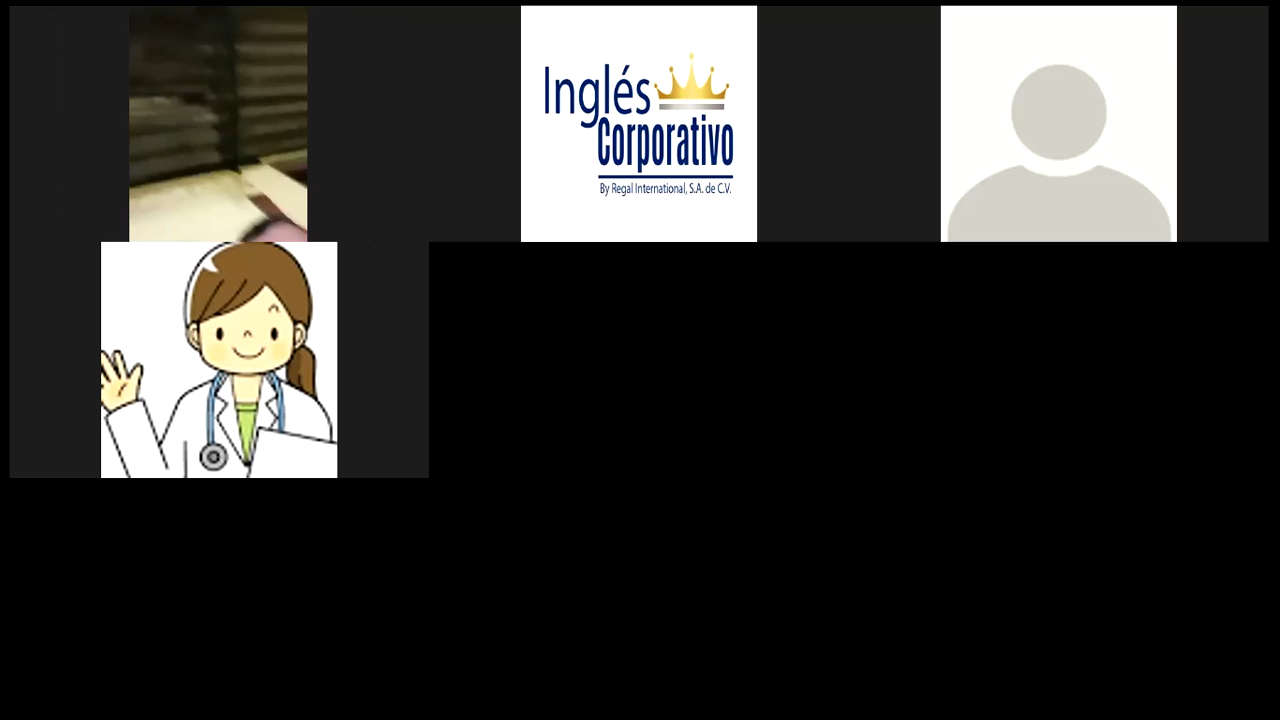 Inglés
Corporativo
By Regal International, S.A. de C.V.